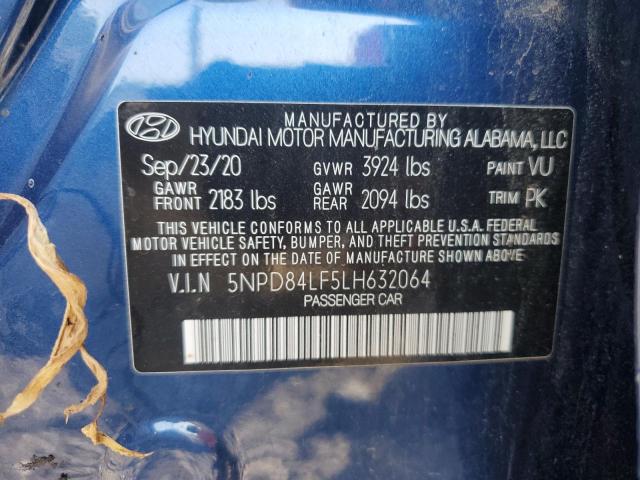 MANUFACTURED BY
HYUNDAI MOTOR MANUFACTURING ALABAMA, LLC
Sep/23/20 GVWR 3924 lbs PAINT VU
GAWR FRONT 2183 lbs GAWR REAR 2094 lbs TRIM PK
THIS VEHICLE CONFORMS TO ALL APPLICABLE U.S.A. FEDERAL
MOTOR VEHICLE SAFETY, BUMPER, AND THEFT PREVENTION STANDARDS
IN EFFECT ON THE DATE OF MANUFACTURE SHOWN ABOVE.
V.I.N 5NPD84LF5LH632064
PASSENGER CAR